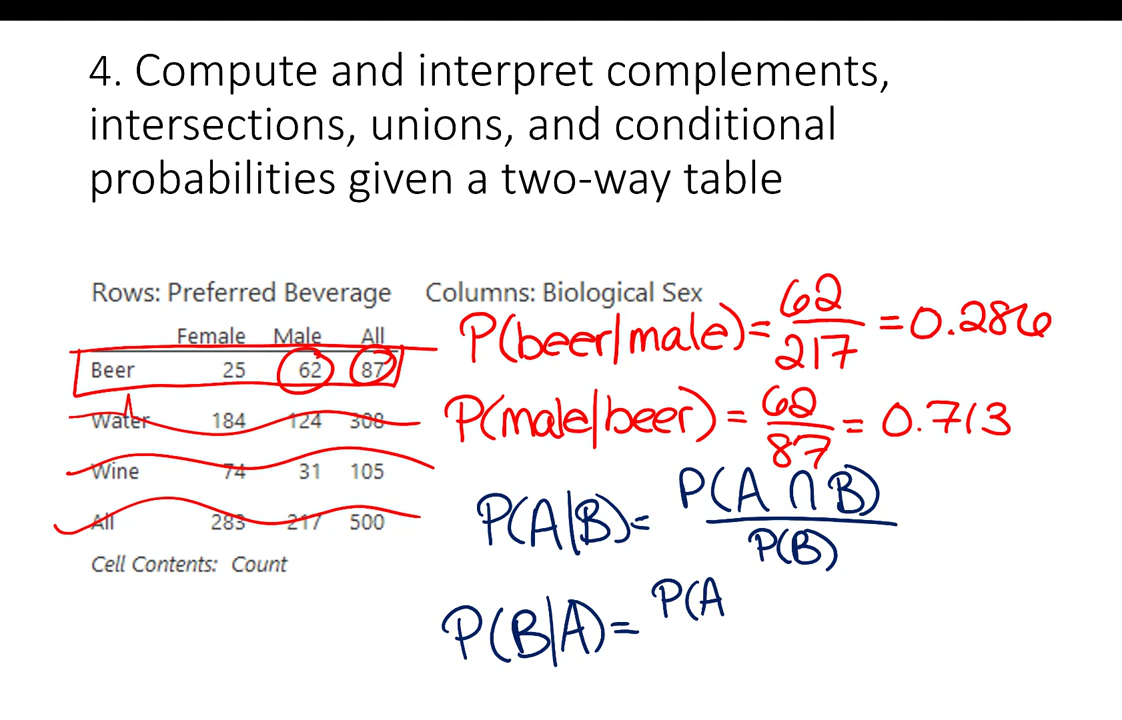 4. Compute and interpret complements,
intersections, unions, and conditional
probabilities given a two-way table
Rows: Preferred Beverage Columns: Biological Sex
Female Male All
Beer 25 62 87
Water 184 124 308
Wine 74 31 105
All 283 217 500
Cell Contents: Count
P(beer|male) = 62/217 = 0.286
P(male|beer) = 62/87 = 0.713
P(A|B) = P(A ∩ B)/P(B)
P(B|A) = P(A